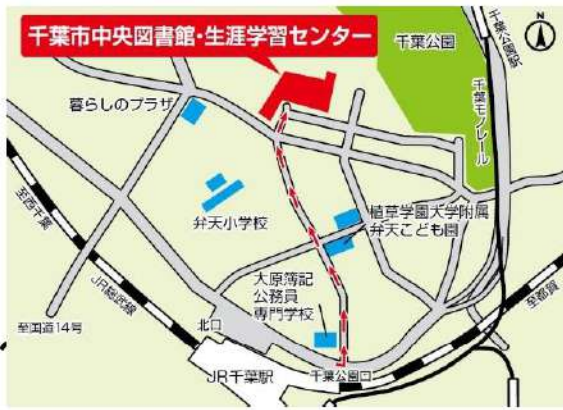 千葉市中央図書館・生涯学習センター
千葉公園
千葉公園駅
N
千葉モノレール
暮らしのプラザ
至西千葉
弁天小学校
植草学園大学附属
弁天こども園
JR総武線
大原簿記
公務員
専門学校
至都賀
至国道14号
北口
JR千葉駅
千葉公園口